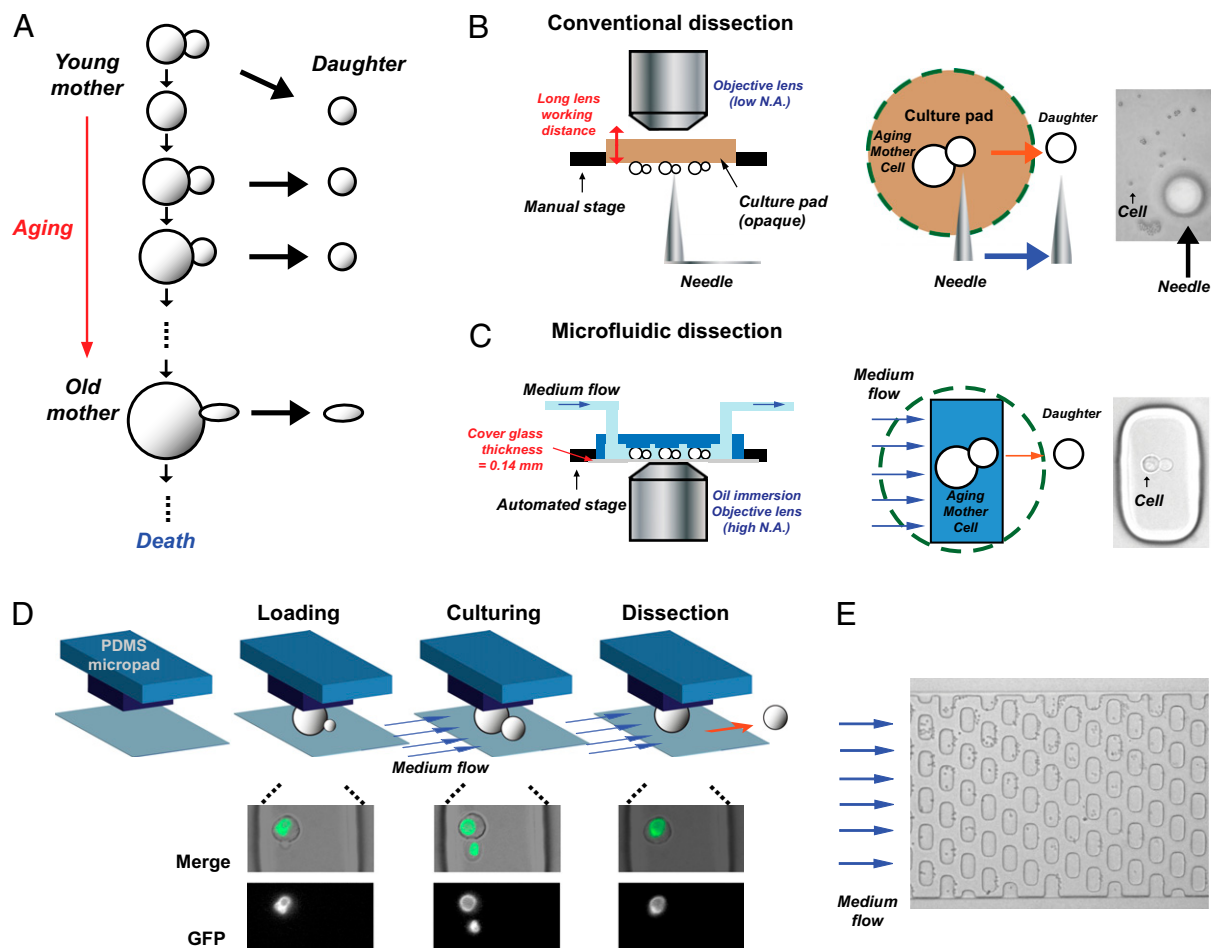 A
Young
mother
Daughter
Aging
Old
mother
Death
B
Conventional dissection
Long lens
working
distance
Objective lens
(low N.A.)
Manual stage
Culture pad
(opaque)
Needle
Culture pad
Aging
Mother
Cell
Daughter
Needle
Cell
Needle
C
Microfluidic dissection
Medium flow
Cover glass
thickness
= 0.14 mm
Automated stage
Oil immersion
Objective lens
(high N.A.)
Medium
flow
Aging
Mother
Cell
Daughter
Cell
D
Loading
Culturing
Dissection
PDMS
micropad
Medium flow
Merge
GFP
E
Medium
flow